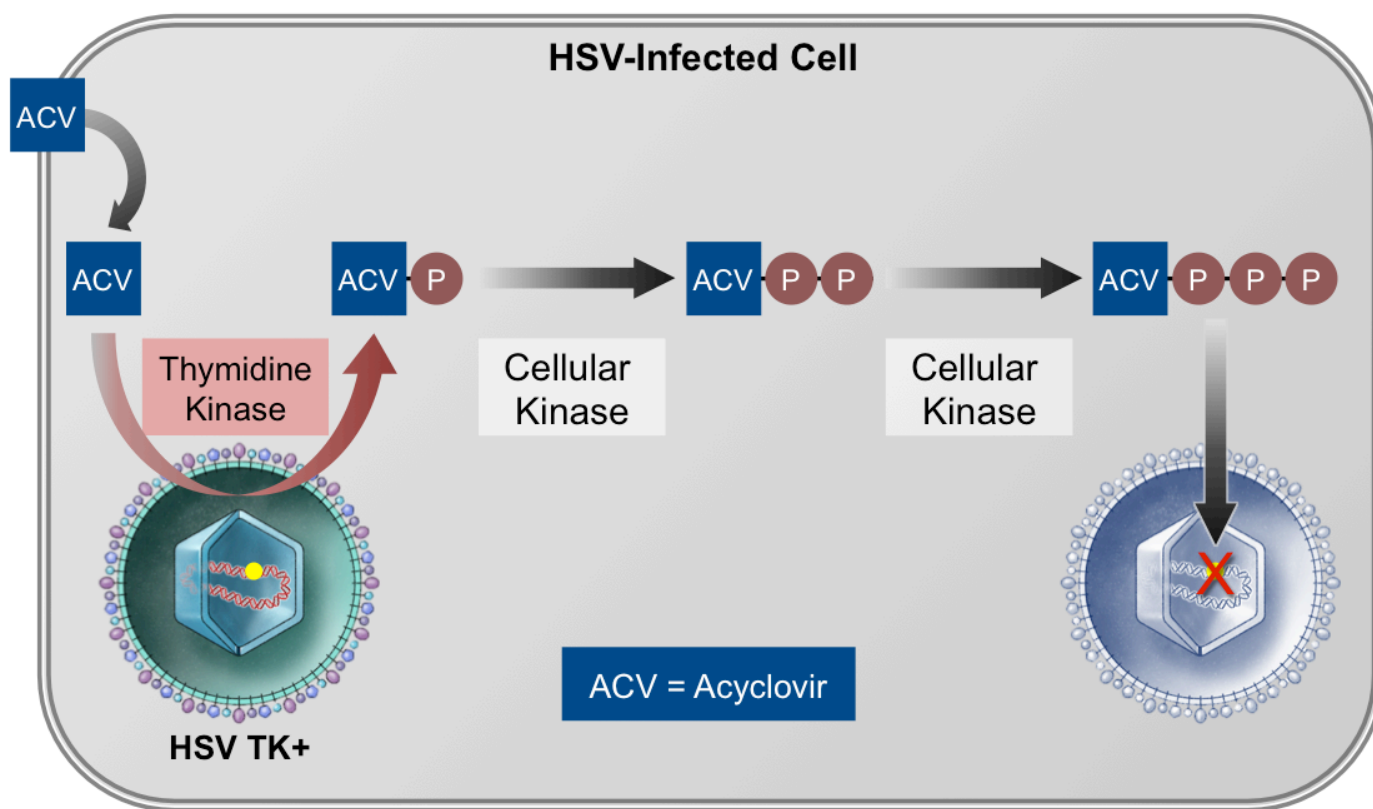 HSV-Infected Cell
ACV
ACV
ACV P
ACV P P
ACV P P P
Thymidine
Kinase
Cellular
Kinase
Cellular
Kinase
ACV = Acyclovir
HSV TK+